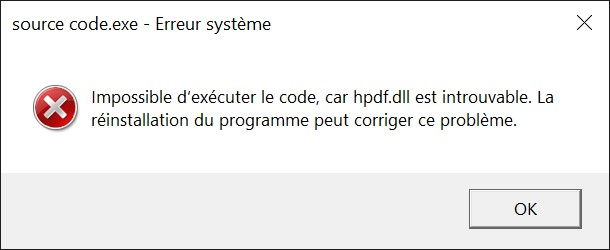 source code.exe - Erreur système
Impossible d’exécuter le code, car hpdf.dll est introuvable. La
réinstallation du programme peut corriger ce problème.
OK